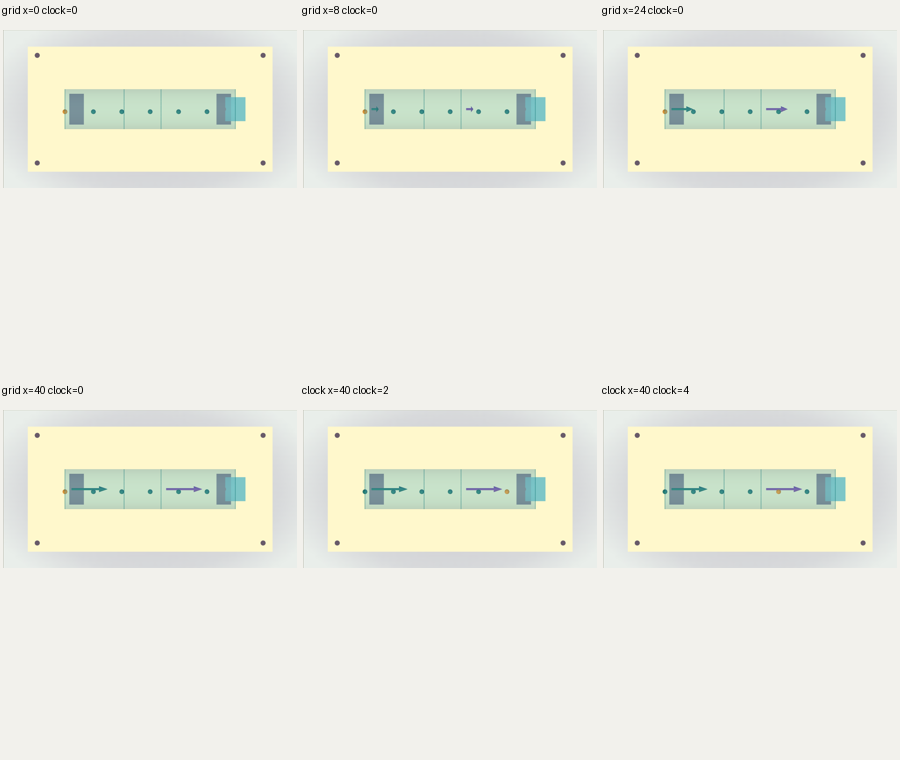 grid x=0 clock=0
grid x=8 clock=0
grid x=24 clock=0
grid x=40 clock=0
clock x=40 clock=2
clock x=40 clock=4